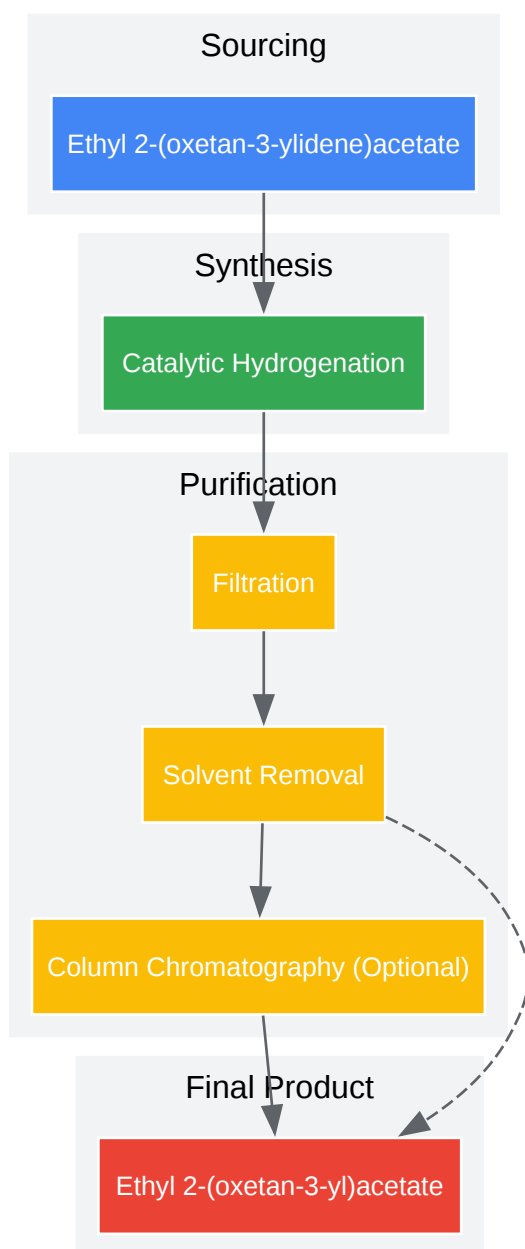 Sourcing
Ethyl 2-(oxetan-3-ylidene)acetate
Synthesis
Catalytic Hydrogenation
Purification
Filtration
Solvent Removal
Column Chromatography (Optional)
Final Product
Ethyl 2-(oxetan-3-yl)acetate